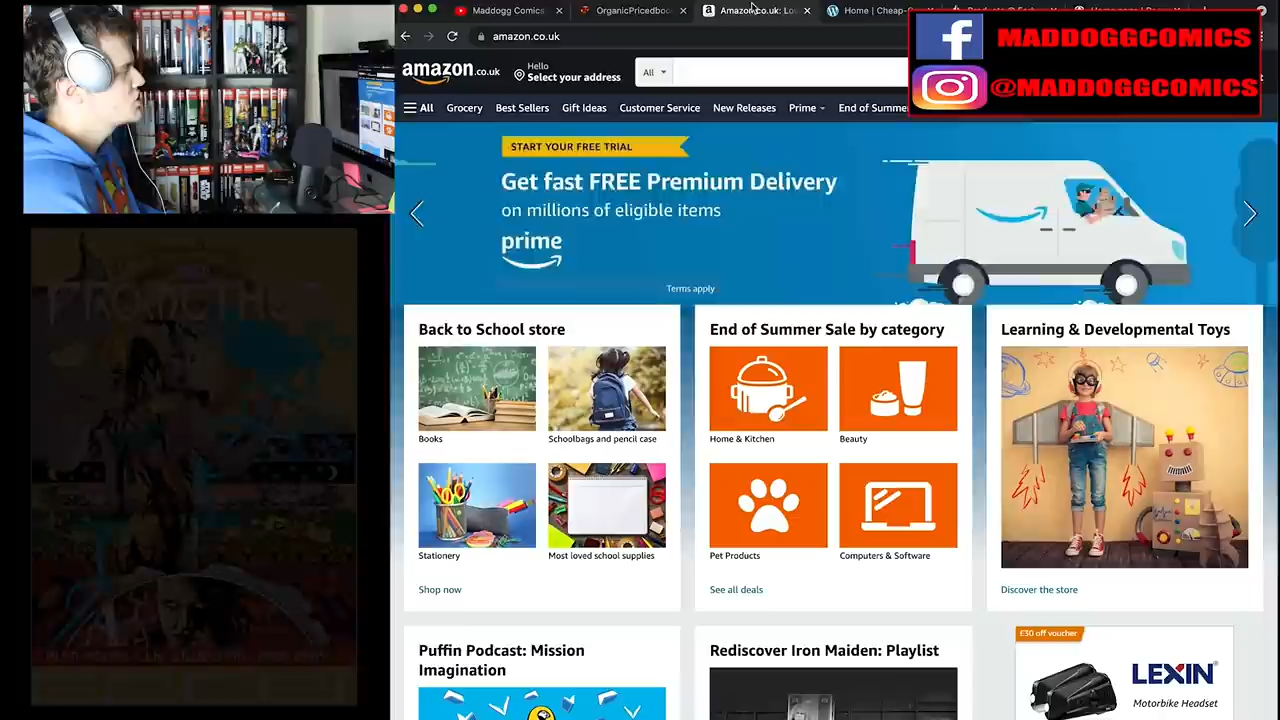 Maddogg Comics
Amazon.co.uk: Lo
Home | Cheap-
amazon.co.uk
MADDOGGCOMICS
@MADDOGGCOMICS
amazon.co.uk
Hello
Select your address
All
All
Grocery
Best Sellers
Gift Ideas
Customer Service
New Releases
Prime
End of Summe
START YOUR FREE TRIAL
Get fast FREE Premium Delivery
on millions of eligible items
prime
Terms apply
Back to School store
Books
Schoolbags and pencil case
Stationery
Most loved school supplies
Shop now
End of Summer Sale by category
Home & Kitchen
Beauty
Pet Products
Computers & Software
See all deals
Learning & Developmental Toys
Discover the store
Puffin Podcast: Mission
Imagination
Rediscover Iron Maiden: Playlist
£30 off voucher
LEXIN
Motorbike Headset